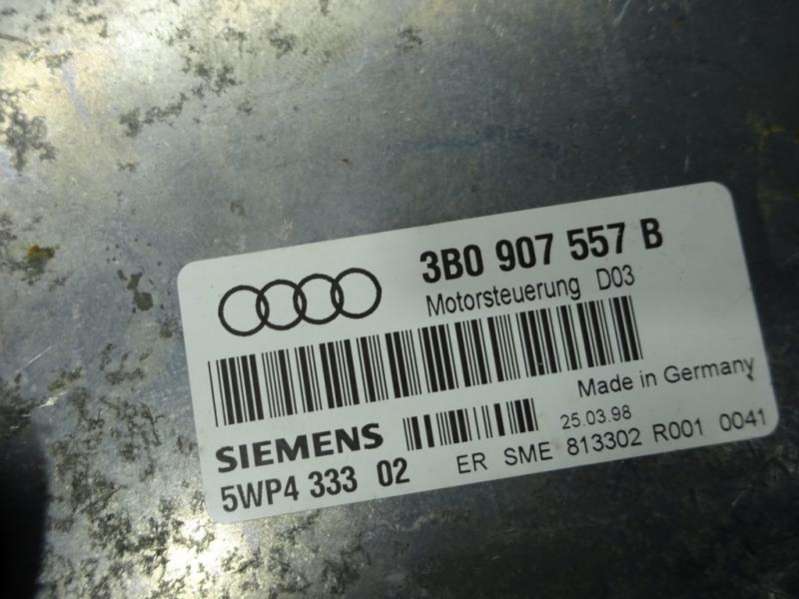 3B0 907 557 B
Motorsteuerung D03
Made in Germany
SIEMENS 25.03.98
5WP4 333 02 ER SME 813302 R001 0041